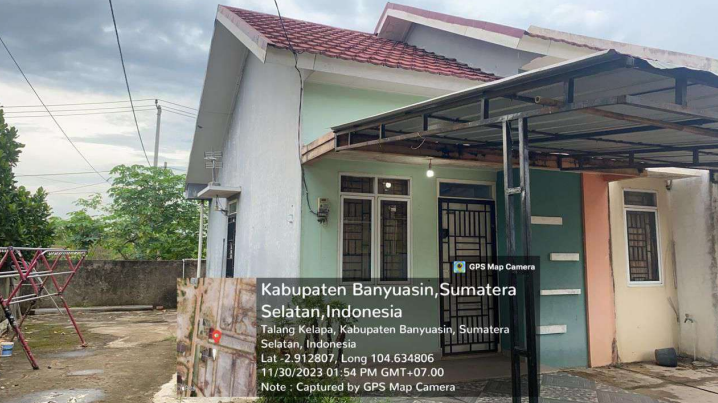 GPS Map Camera
Kabupaten Banyuasin,Sumatera
Selatan,Indonesia
Talang Kelapa, Kabupaten Banyuasin, Sumatera
Selatan, Indonesia
Lat -2.912807, Long 104.634806
11/30/2023 01:54 PM GMT+07.00
Note : Captured by GPS Map Camera